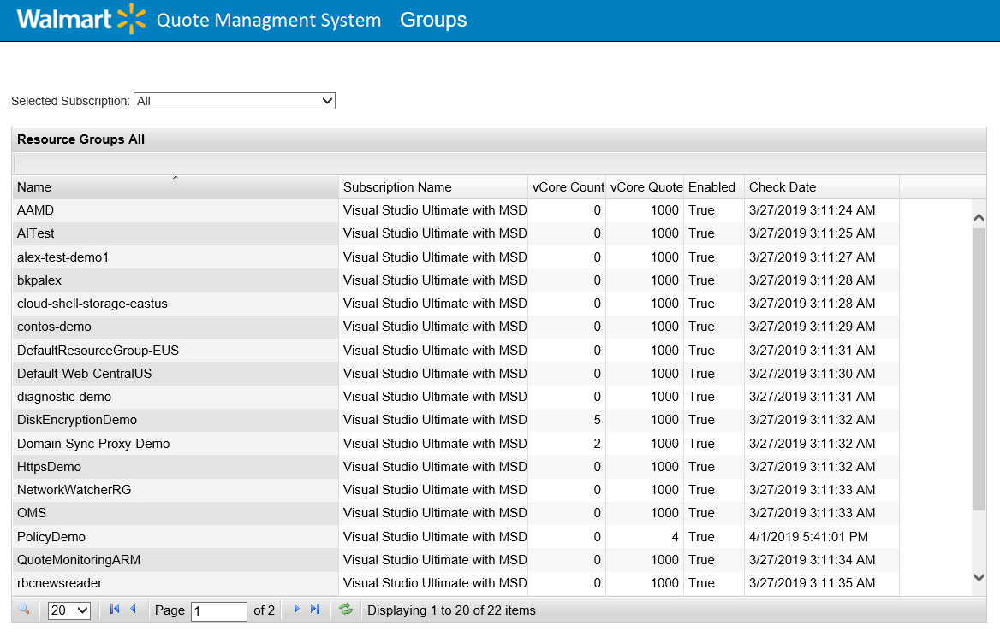 Walmart Quote Managment System Groups
Selected Subscription: All
Resource Groups All
Name Subscription Name vCore Count vCore Quote Enabled Check Date
AAMD Visual Studio Ultimate with MSD 0 1000 True 3/27/2019 3:11:24 AM
AITest Visual Studio Ultimate with MSD 0 1000 True 3/27/2019 3:11:25 AM
alex-test-demo1 Visual Studio Ultimate with MSD 0 1000 True 3/27/2019 3:11:27 AM
bkpalex Visual Studio Ultimate with MSD 0 1000 True 3/27/2019 3:11:28 AM
cloud-shell-storage-eastus Visual Studio Ultimate with MSD 0 1000 True 3/27/2019 3:11:28 AM
contos-demo Visual Studio Ultimate with MSD 0 1000 True 3/27/2019 3:11:29 AM
DefaultResourceGroup-EUS Visual Studio Ultimate with MSD 0 1000 True 3/27/2019 3:11:31 AM
Default-Web-CentralUS Visual Studio Ultimate with MSD 0 1000 True 3/27/2019 3:11:30 AM
diagnostic-demo Visual Studio Ultimate with MSD 0 1000 True 3/27/2019 3:11:31 AM
DiskEncryptionDemo Visual Studio Ultimate with MSD 5 1000 True 3/27/2019 3:11:32 AM
Domain-Sync-Proxy-Demo Visual Studio Ultimate with MSD 2 1000 True 3/27/2019 3:11:32 AM
HttpsDemo Visual Studio Ultimate with MSD 0 1000 True 3/27/2019 3:11:32 AM
NetworkWatcherRG Visual Studio Ultimate with MSD 0 1000 True 3/27/2019 3:11:33 AM
OMS Visual Studio Ultimate with MSD 0 1000 True 3/27/2019 3:11:33 AM
PolicyDemo Visual Studio Ultimate with MSD 0 4 True 4/1/2019 5:41:01 PM
QuoteMonitoringARM Visual Studio Ultimate with MSD 0 1000 True 3/27/2019 3:11:34 AM
rbcnewsreader Visual Studio Ultimate with MSD 0 1000 True 3/27/2019 3:11:35 AM
20 Page 1 of 2 Displaying 1 to 20 of 22 items